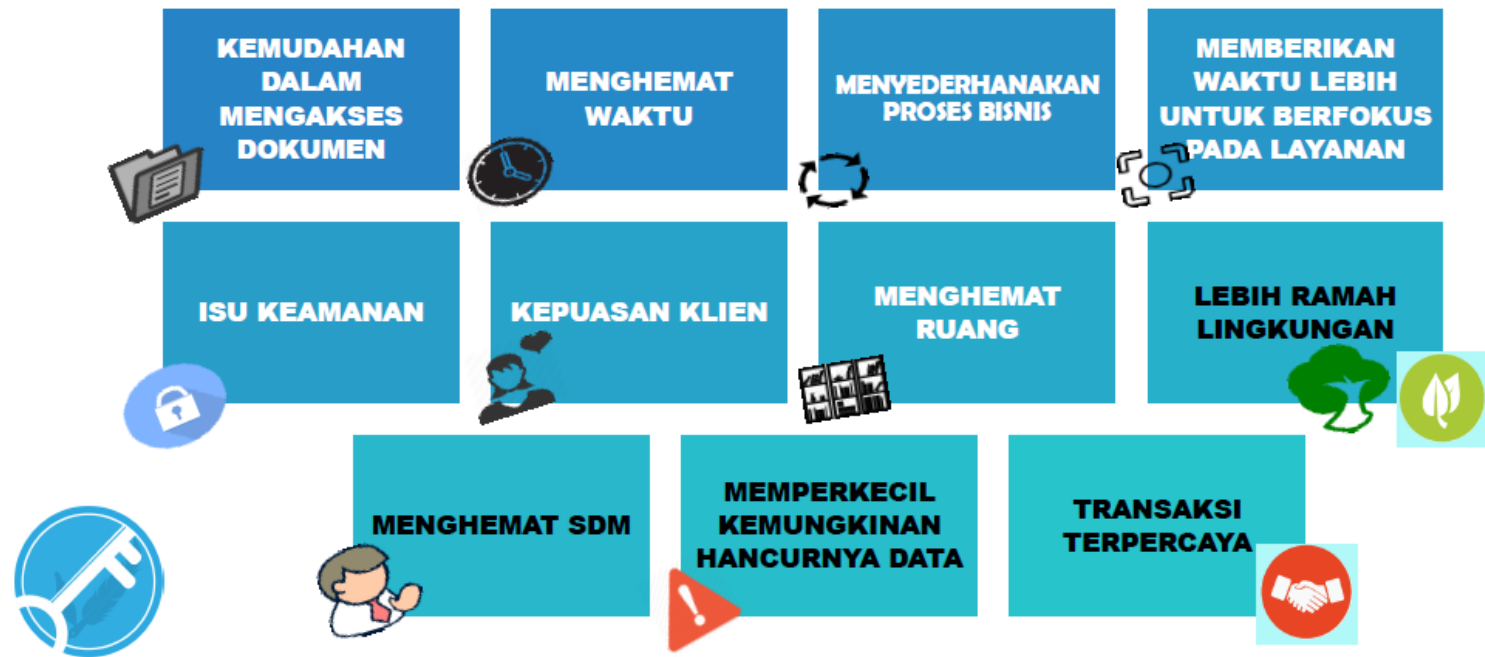 KEMUDAHAN
DALAM
MENGAKSES
DOKUMEN
MENGHEMAT
WAKTU
MENYEDERHANAKAN
PROSES BISNIS
MEMBERIKAN
WAKTU LEBIH
UNTUK BERFOKUS
PADA LAYANAN
ISU KEAMANAN
KEPUASAN KLIEN
MENGHEMAT
RUANG
LEBIH RAMAH
LINGKUNGAN
MENGHEMAT SDM
MEMPERKECIL
KEMUNGKINAN
HANCURNYA DATA
TRANSAKSI
TERPERCAYA